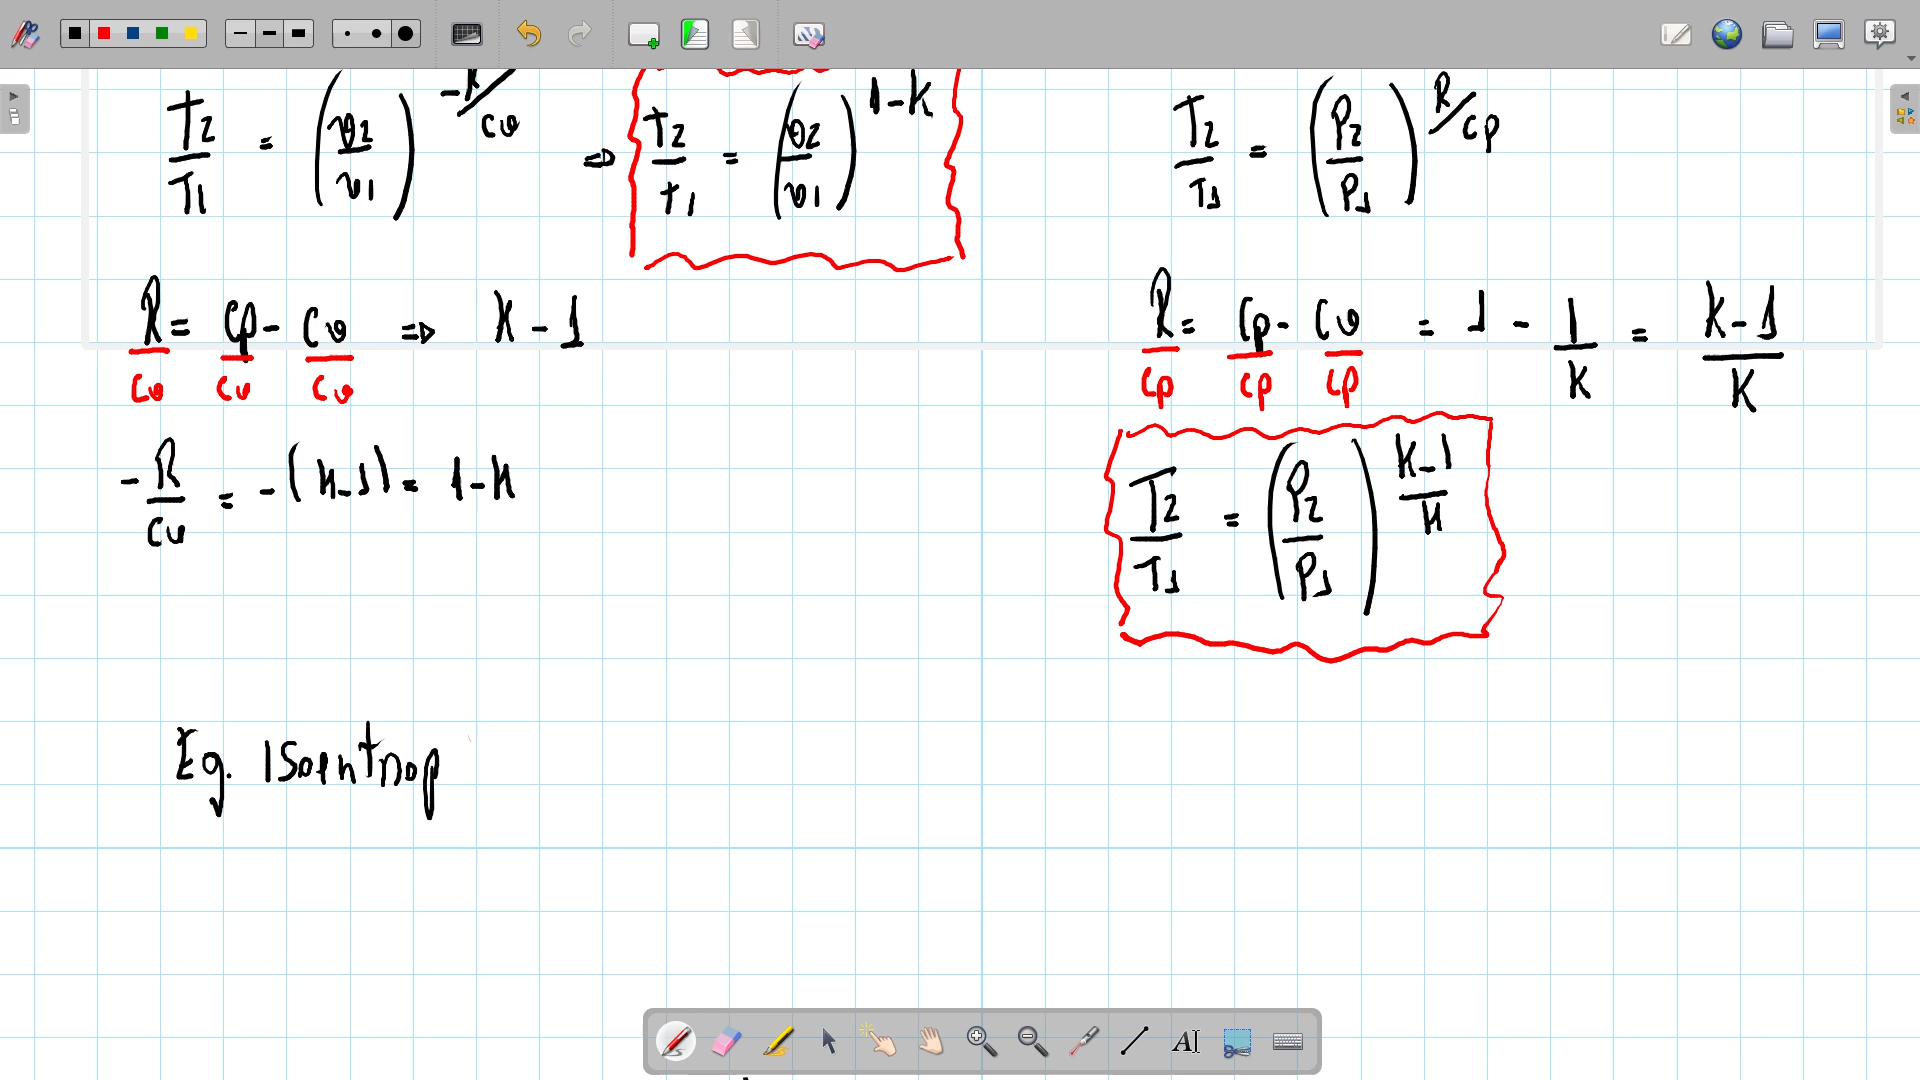 T2/T1 = (v2/v1)^-R/cv ⇒ T2/T1 = (v2/v1)^1-K
T2/T1 = (P2/P1)^R/cp
R/cv = cp/cv - cv/cv ⇒ K - 1
R/cp = cp/cp - cv/cp = 1 - 1/K = K-1/K
-R/cv = -(K-1) = 1-K
T2/T1 = (P2/P1)^K-1/K
Eg. Isoentrop